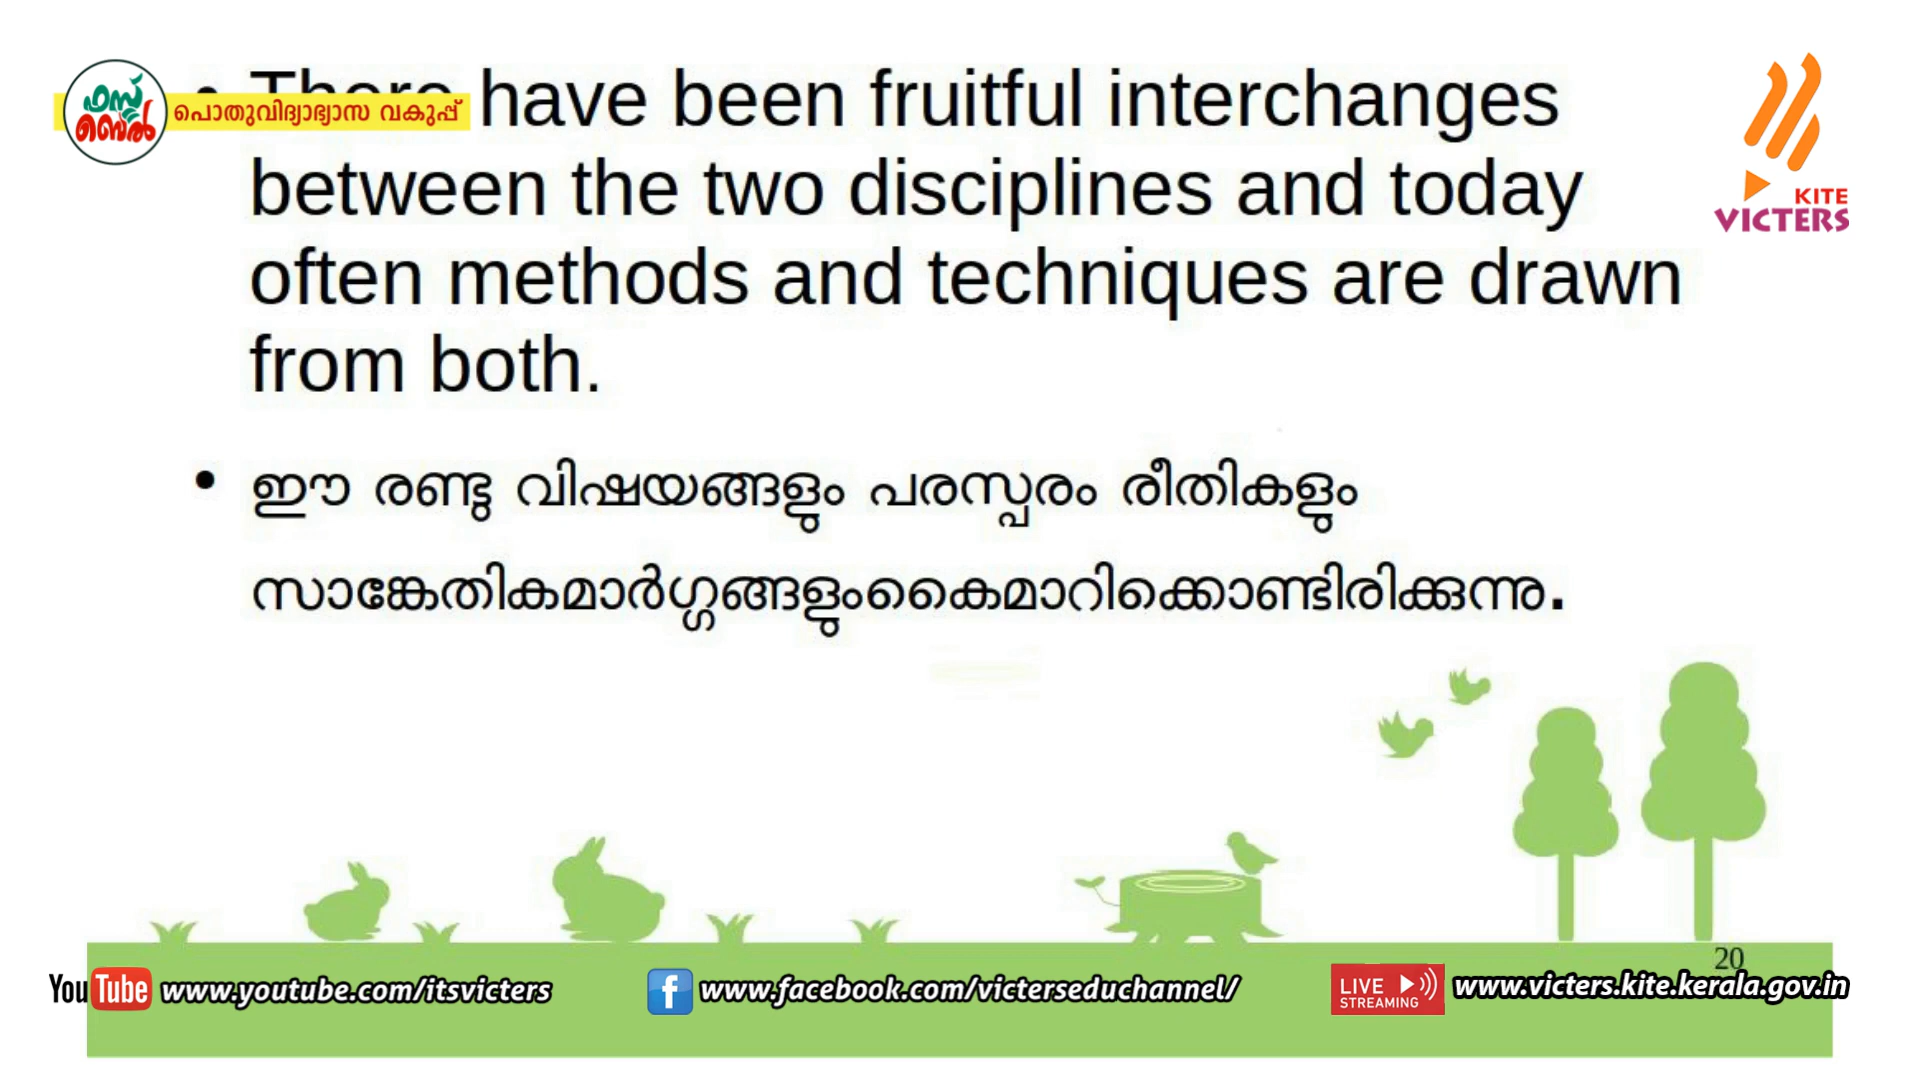 ഫസ്റ്റ്
ബെൽ
പൊതുവിദ്യാഭ്യാസ വകുപ്പ്
• There have been fruitful interchanges
between the two disciplines and today
often methods and techniques are drawn
from both.
• ഈ രണ്ടു വിഷയങ്ങളും പരസ്പരം രീതികളും
സാങ്കേതികമാർഗ്ഗങ്ങളുംകൈമാറിക്കൊണ്ടിരിക്കുന്നു.
KITE
VICTERS
20
YouTube www.youtube.com/itsvicters
f www.facebook.com/victerseduchannel/
LIVE
STREAMING
www.victers.kite.kerala.gov.in